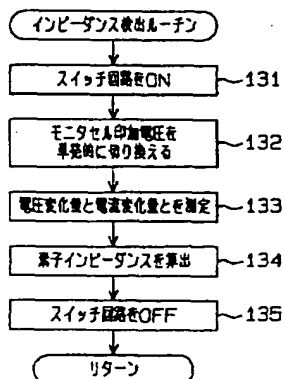 インピーダンス検出ルーチン
スイッチ回路をON
131
モニタセル印加電圧を
単発的に切り換える
132
電圧変化量と電流変化量とを測定
133
素子インピーダンスを算出
134
スイッチ回路をOFF
135
リターン